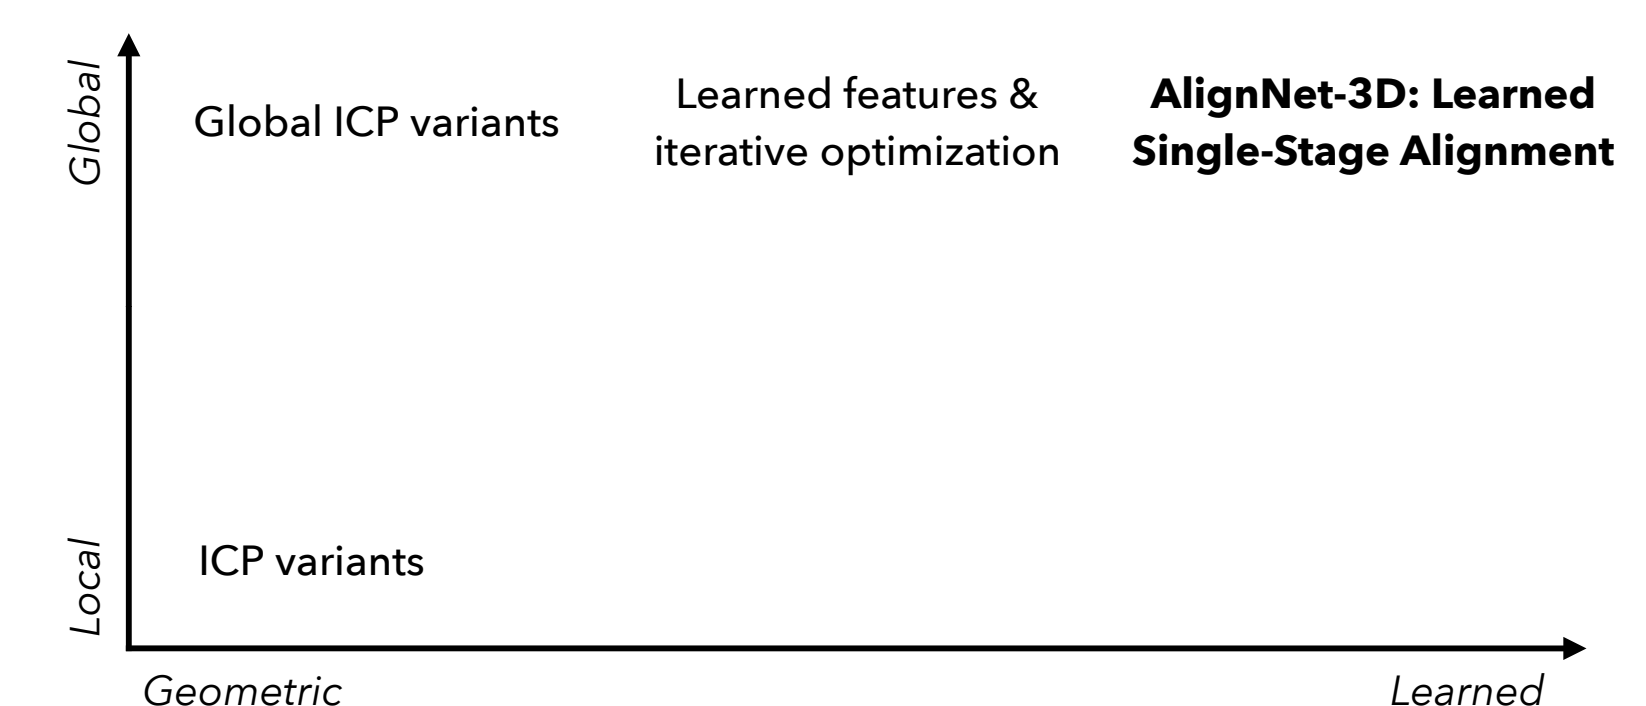 Global
Global ICP variants
Learned features &
iterative optimization
AlignNet-3D: Learned
Single-Stage Alignment
Local
ICP variants
Geometric
Learned